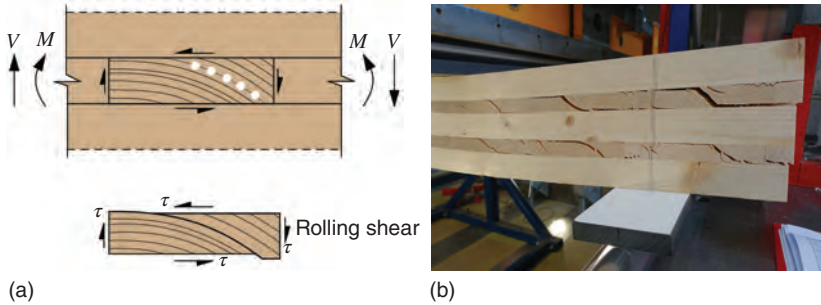 V M M V
τ τ
τ Rolling shear
τ
(a) (b)